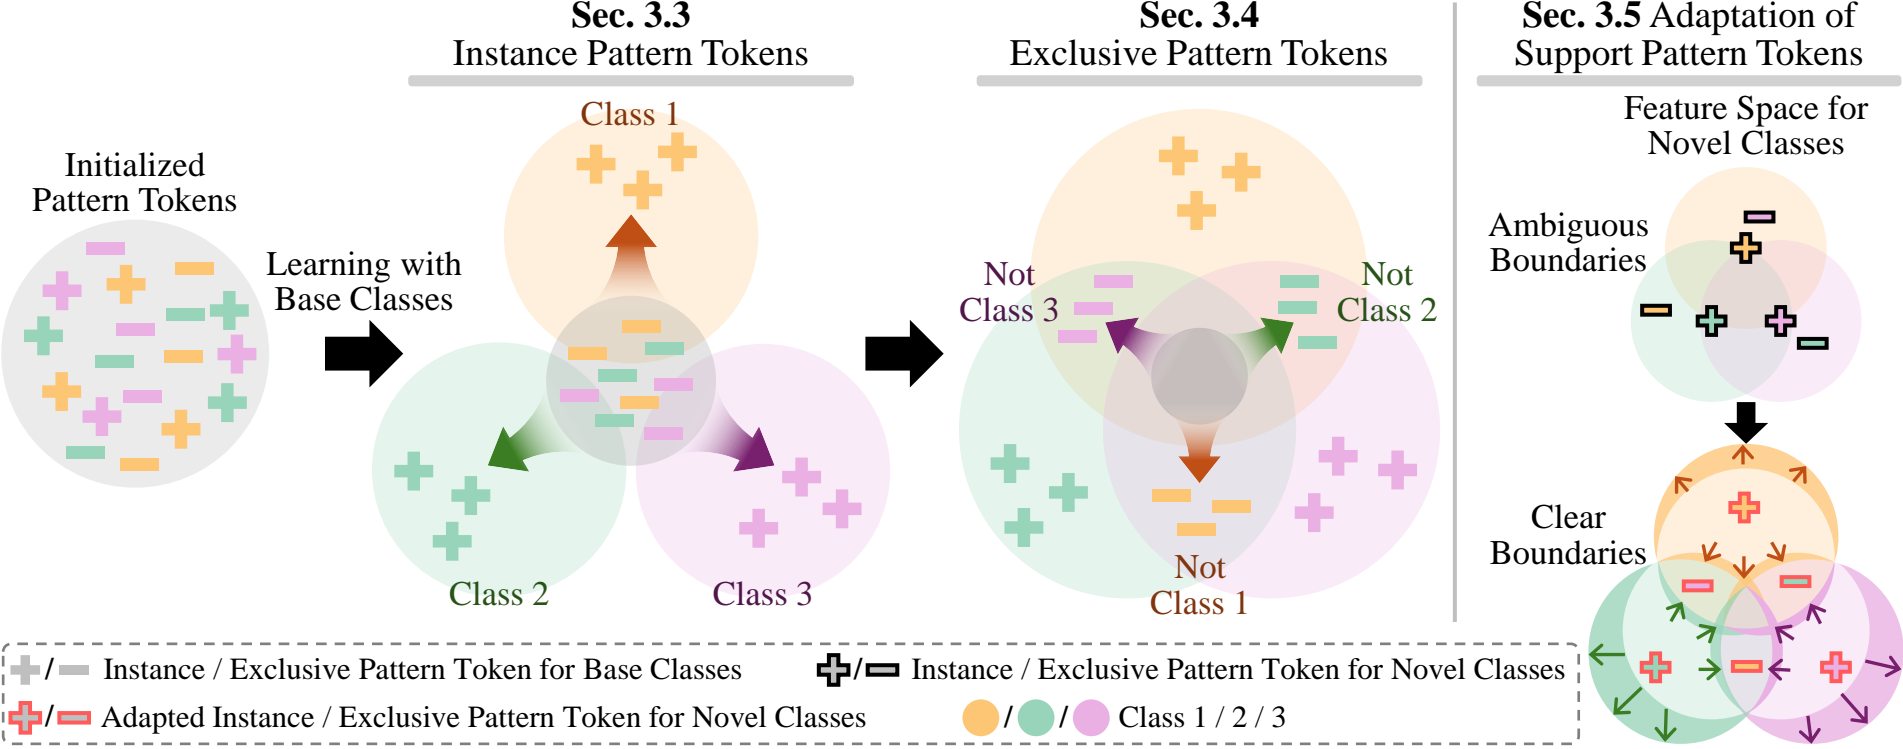 Sec. 3.3
Instance Pattern Tokens
Sec. 3.4
Exclusive Pattern Tokens
Sec. 3.5 Adaptation of
Support Pattern Tokens
Initialized
Pattern Tokens
Learning with
Base Classes
Class 1
Class 2
Class 3
Not
Class 3
Not
Class 2
Not
Class 1
Feature Space for
Novel Classes
Ambiguous
Boundaries
Clear
Boundaries
/ Instance / Exclusive Pattern Token for Base Classes
/ Instance / Exclusive Pattern Token for Novel Classes
/ Adapted Instance / Exclusive Pattern Token for Novel Classes
/ / Class 1 / 2 / 3